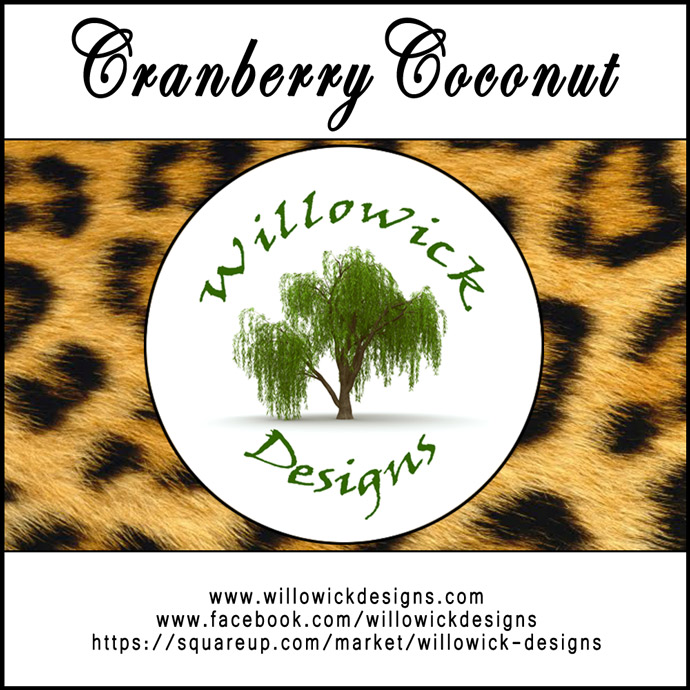 Cranberry Coconut
Willowick
Designs
www.willowickdesigns.com
www.facebook.com/willowickdesigns
https://squareup.com/market/willowick-designs